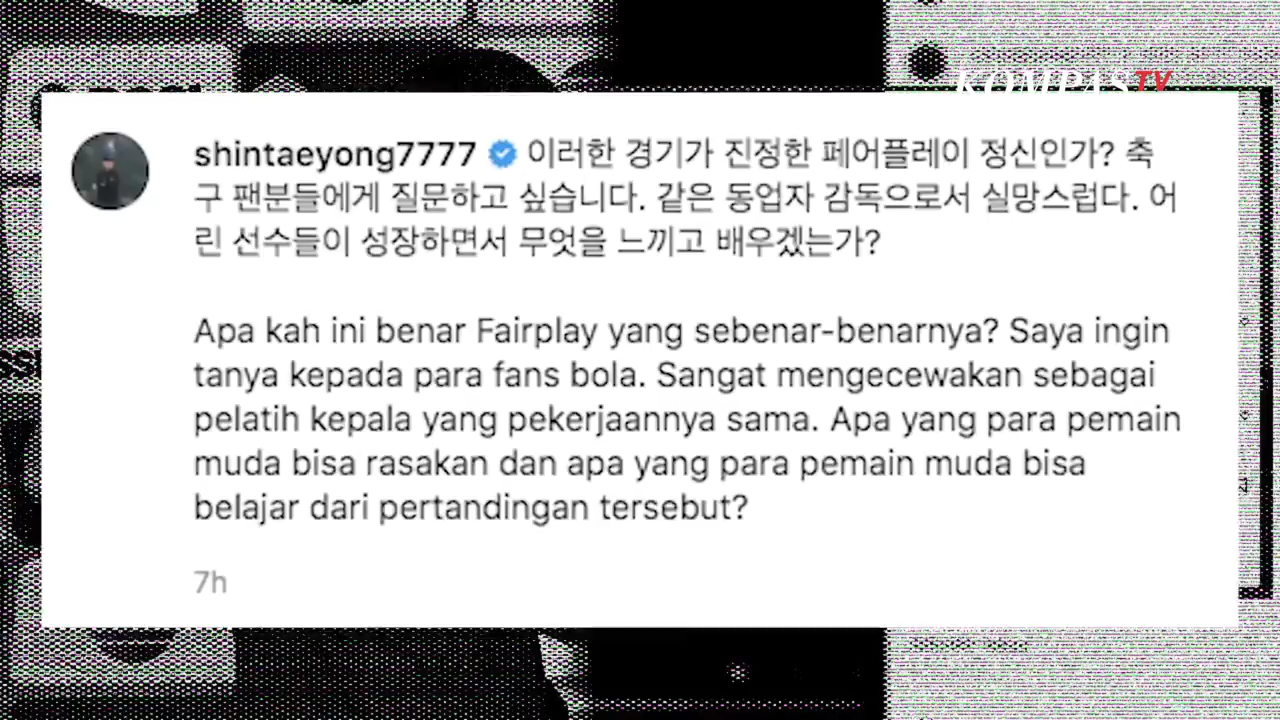 KOMPAS TV
shintaeyong7777 라한 경기가 진정한 페어플레이 정신인가? 축
구 팬분들에게 질문하고 싶습니다. 같은 동업자 감독으로서 실망스럽다. 어
린 선수들이 성장하면서 무엇을 느끼고 배우겠는가?
Apa kah ini benar Fairplay yang sebenar-benarnya? Saya ingin
tanya kepada para fans bola. Sangat mengecewakan sebagai
pelatih kepala yang pekerjaannya sama. Apa yang para pemain
muda bisa rasakan dan apa yang para pemain muda bisa
belajar dari pertandingan tersebut?
7h